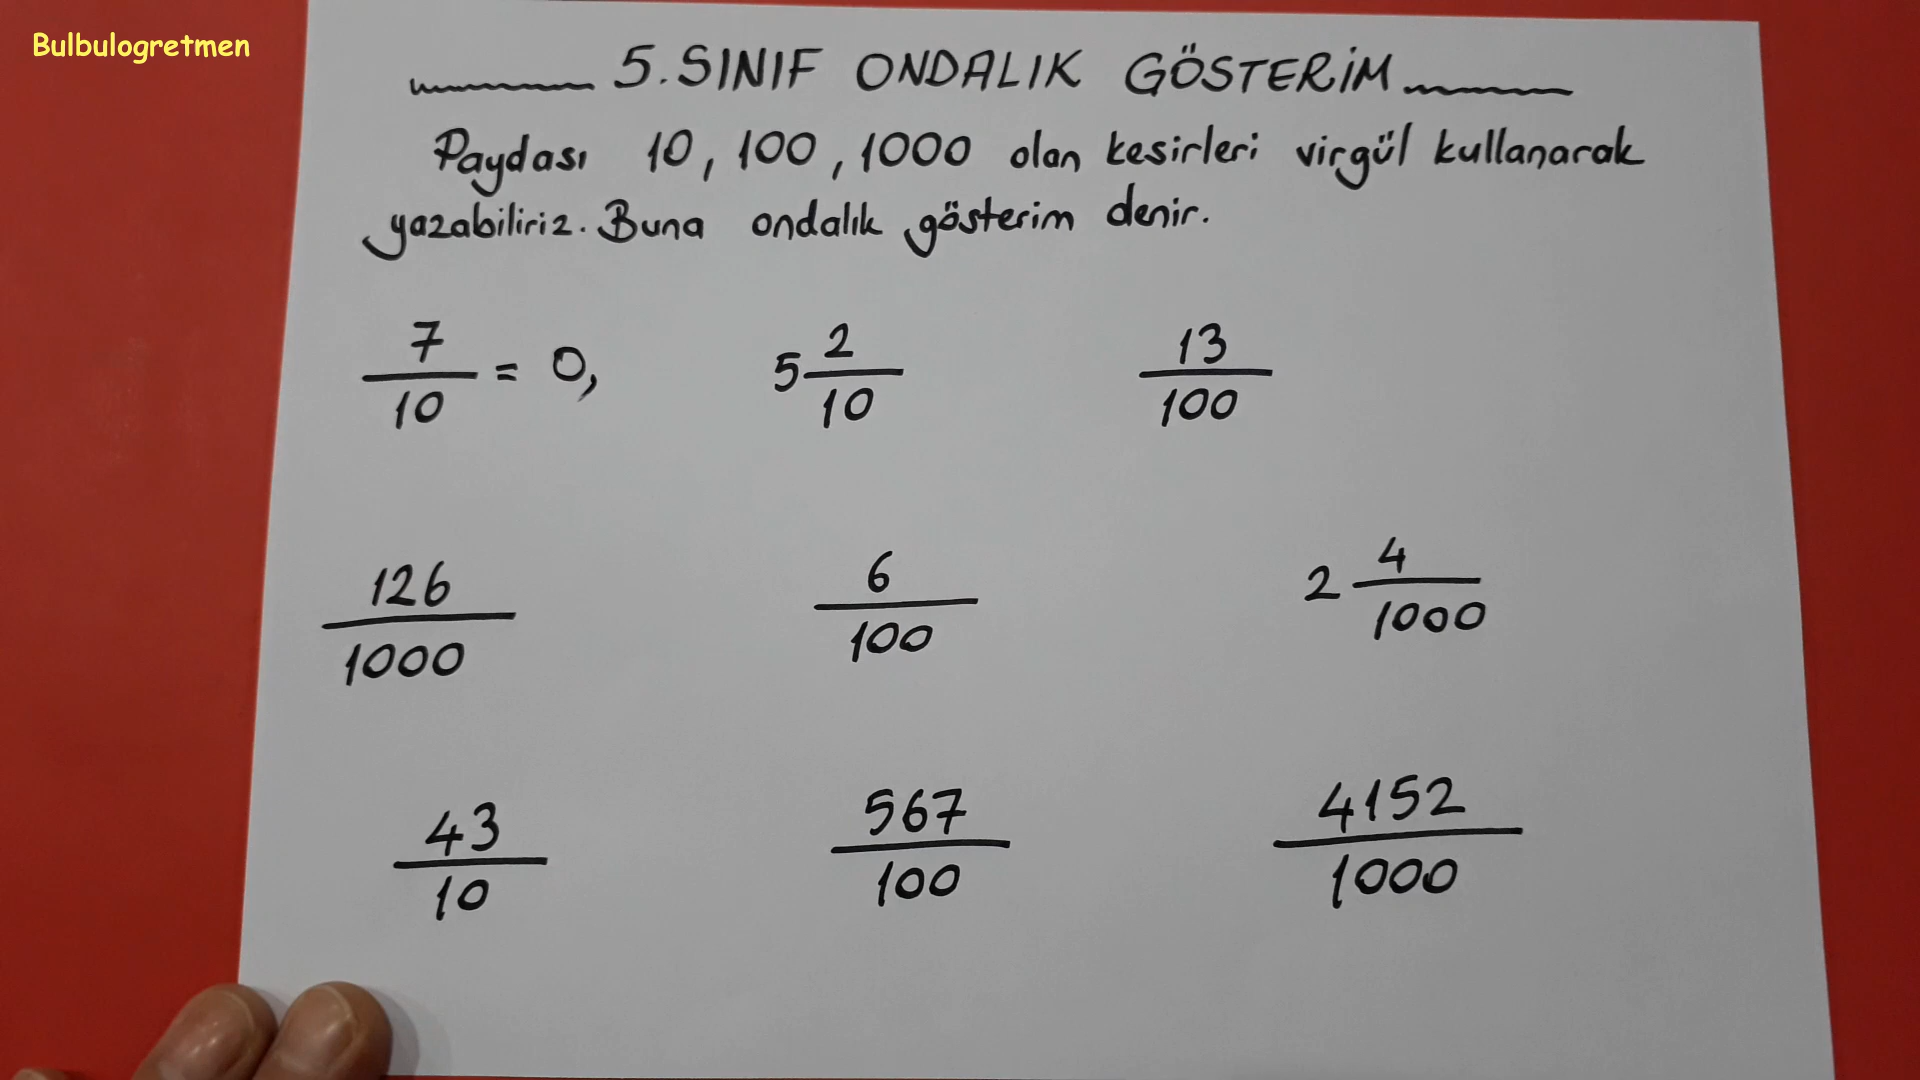 Bulbulogretmen
5. SINIF ONDALIK GÖSTERİM
Paydası 10, 100, 1000 olan kesirleri virgül kullanarak
yazabiliriz. Buna ondalık gösterim denir.
7/10 = 0,   5 2/10   13/100
126/1000   6/100   2 4/1000
43/10   567/100   4152/1000